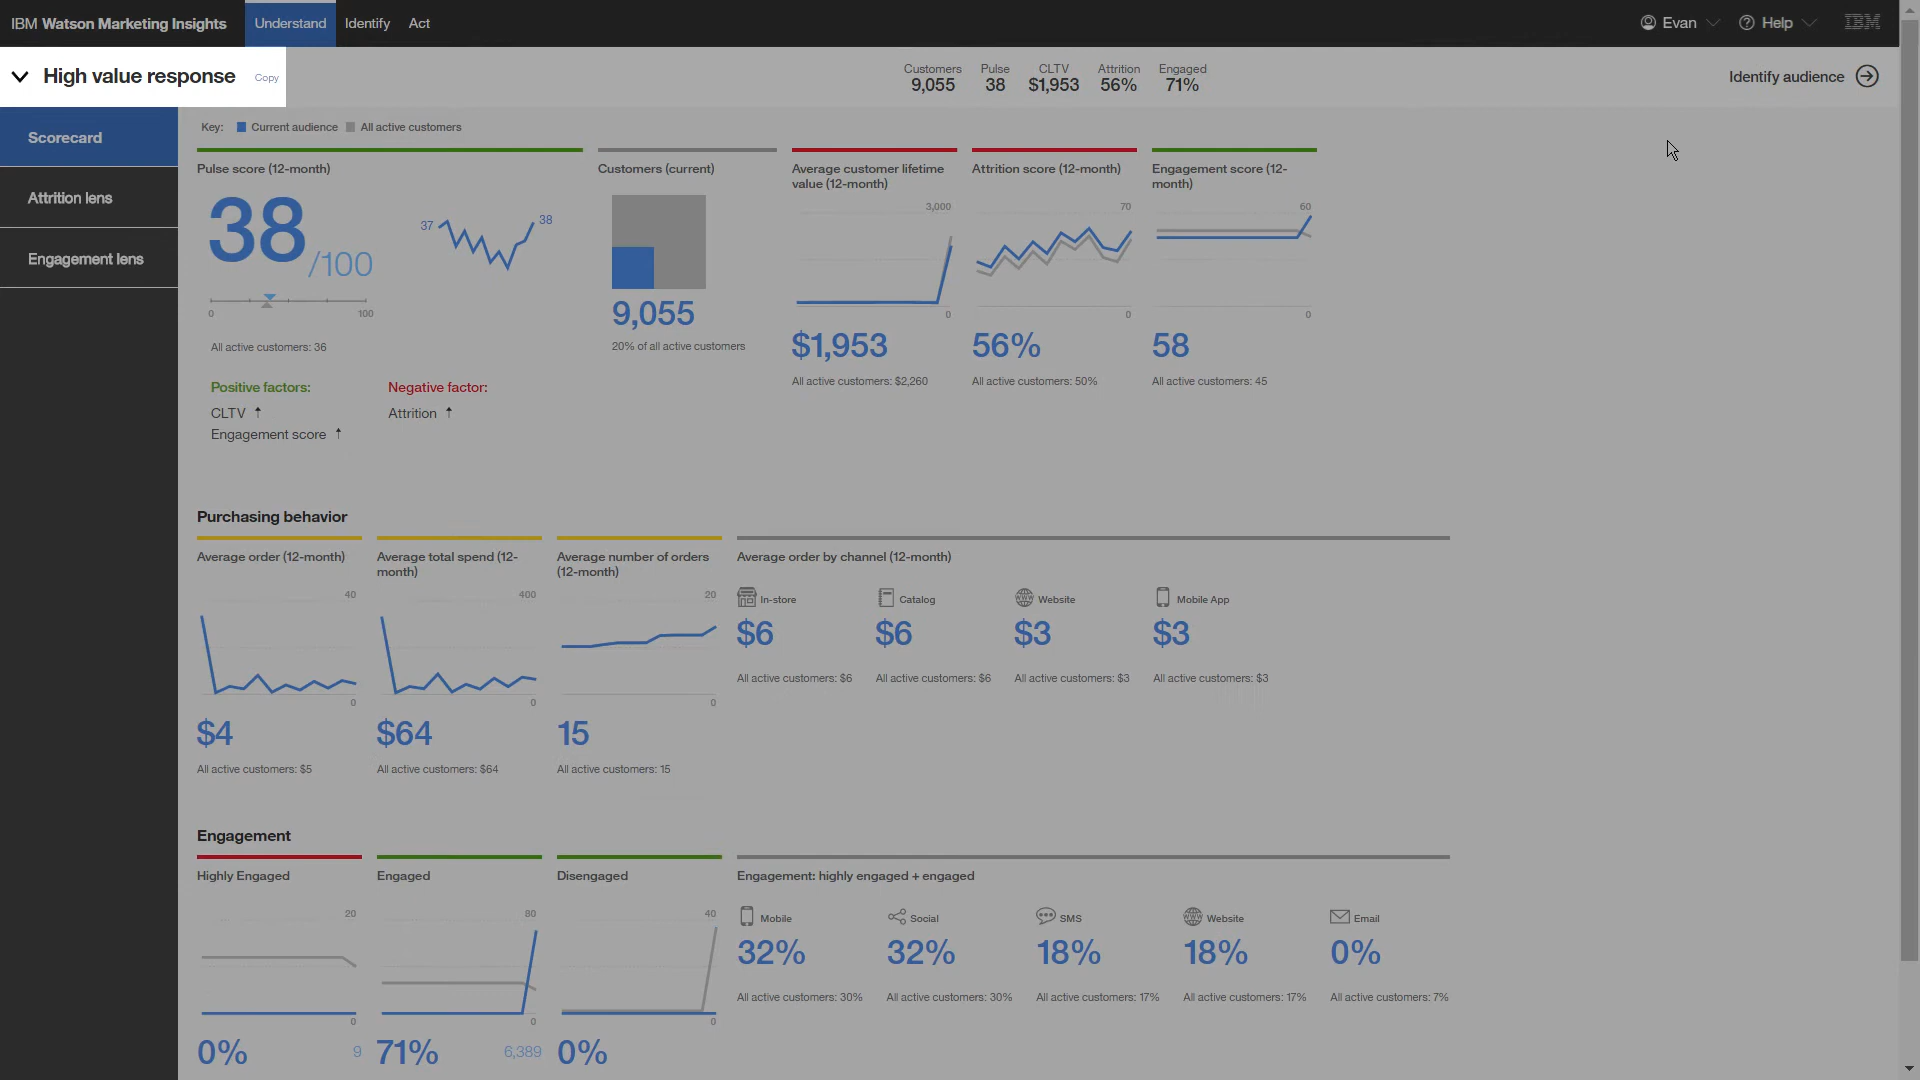 IBM Watson Marketing Insights
Understand
Identify
Act
Evan
Help
IBM
High value response
Copy
Customers
9,055
Pulse
38
CLTV
$1,953
Attrition
56%
Engaged
71%
Identify audience
Scorecard
Attrition lens
Engagement lens
Key:
Current audience
All active customers
Pulse score (12-month)
38/100
37
38
0
100
All active customers: 36
Positive factors:
CLTV ↑
Engagement score ↑
Negative factor:
Attrition ↑
Customers (current)
9,055
20% of all active customers
Average customer lifetime
value (12-month)
3,000
0
$1,953
All active customers: $2,260
Attrition score (12-month)
70
0
56%
All active customers: 50%
Engagement score (12-
month)
60
0
58
All active customers: 45
Purchasing behavior
Average order (12-month)
40
0
$4
All active customers: $5
Average total spend (12-
month)
400
0
$64
All active customers: $64
Average number of orders
(12-month)
20
0
15
All active customers: 15
Average order by channel (12-month)
In-store
$6
All active customers: $6
Catalog
$6
All active customers: $6
Website
$3
All active customers: $3
Mobile App
$3
All active customers: $3
Engagement
Highly Engaged
20
0
0%
9
Engaged
80
0
71%
6,389
Disengaged
40
0
0%
Engagement: highly engaged + engaged
Mobile
32%
All active customers: 30%
Social
32%
All active customers: 30%
SMS
18%
All active customers: 17%
Website
18%
All active customers: 17%
Email
0%
All active customers: 7%